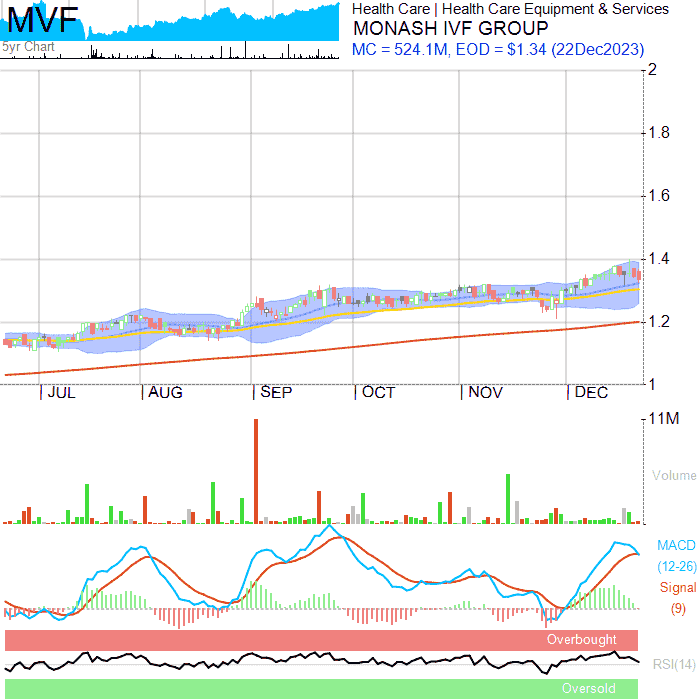 MVF
5yr Chart
Health Care | Health Care Equipment & Services
MONASH IVF GROUP
MC = 524.1M, EOD = $1.34 (22Dec2023)
2
1.8
1.6
1.4
1.2
1
JUL AUG SEP OCT NOV DEC
11M
Volume
MACD
(12-26)
Signal
(9)
Overbought
RSI(14)
Oversold